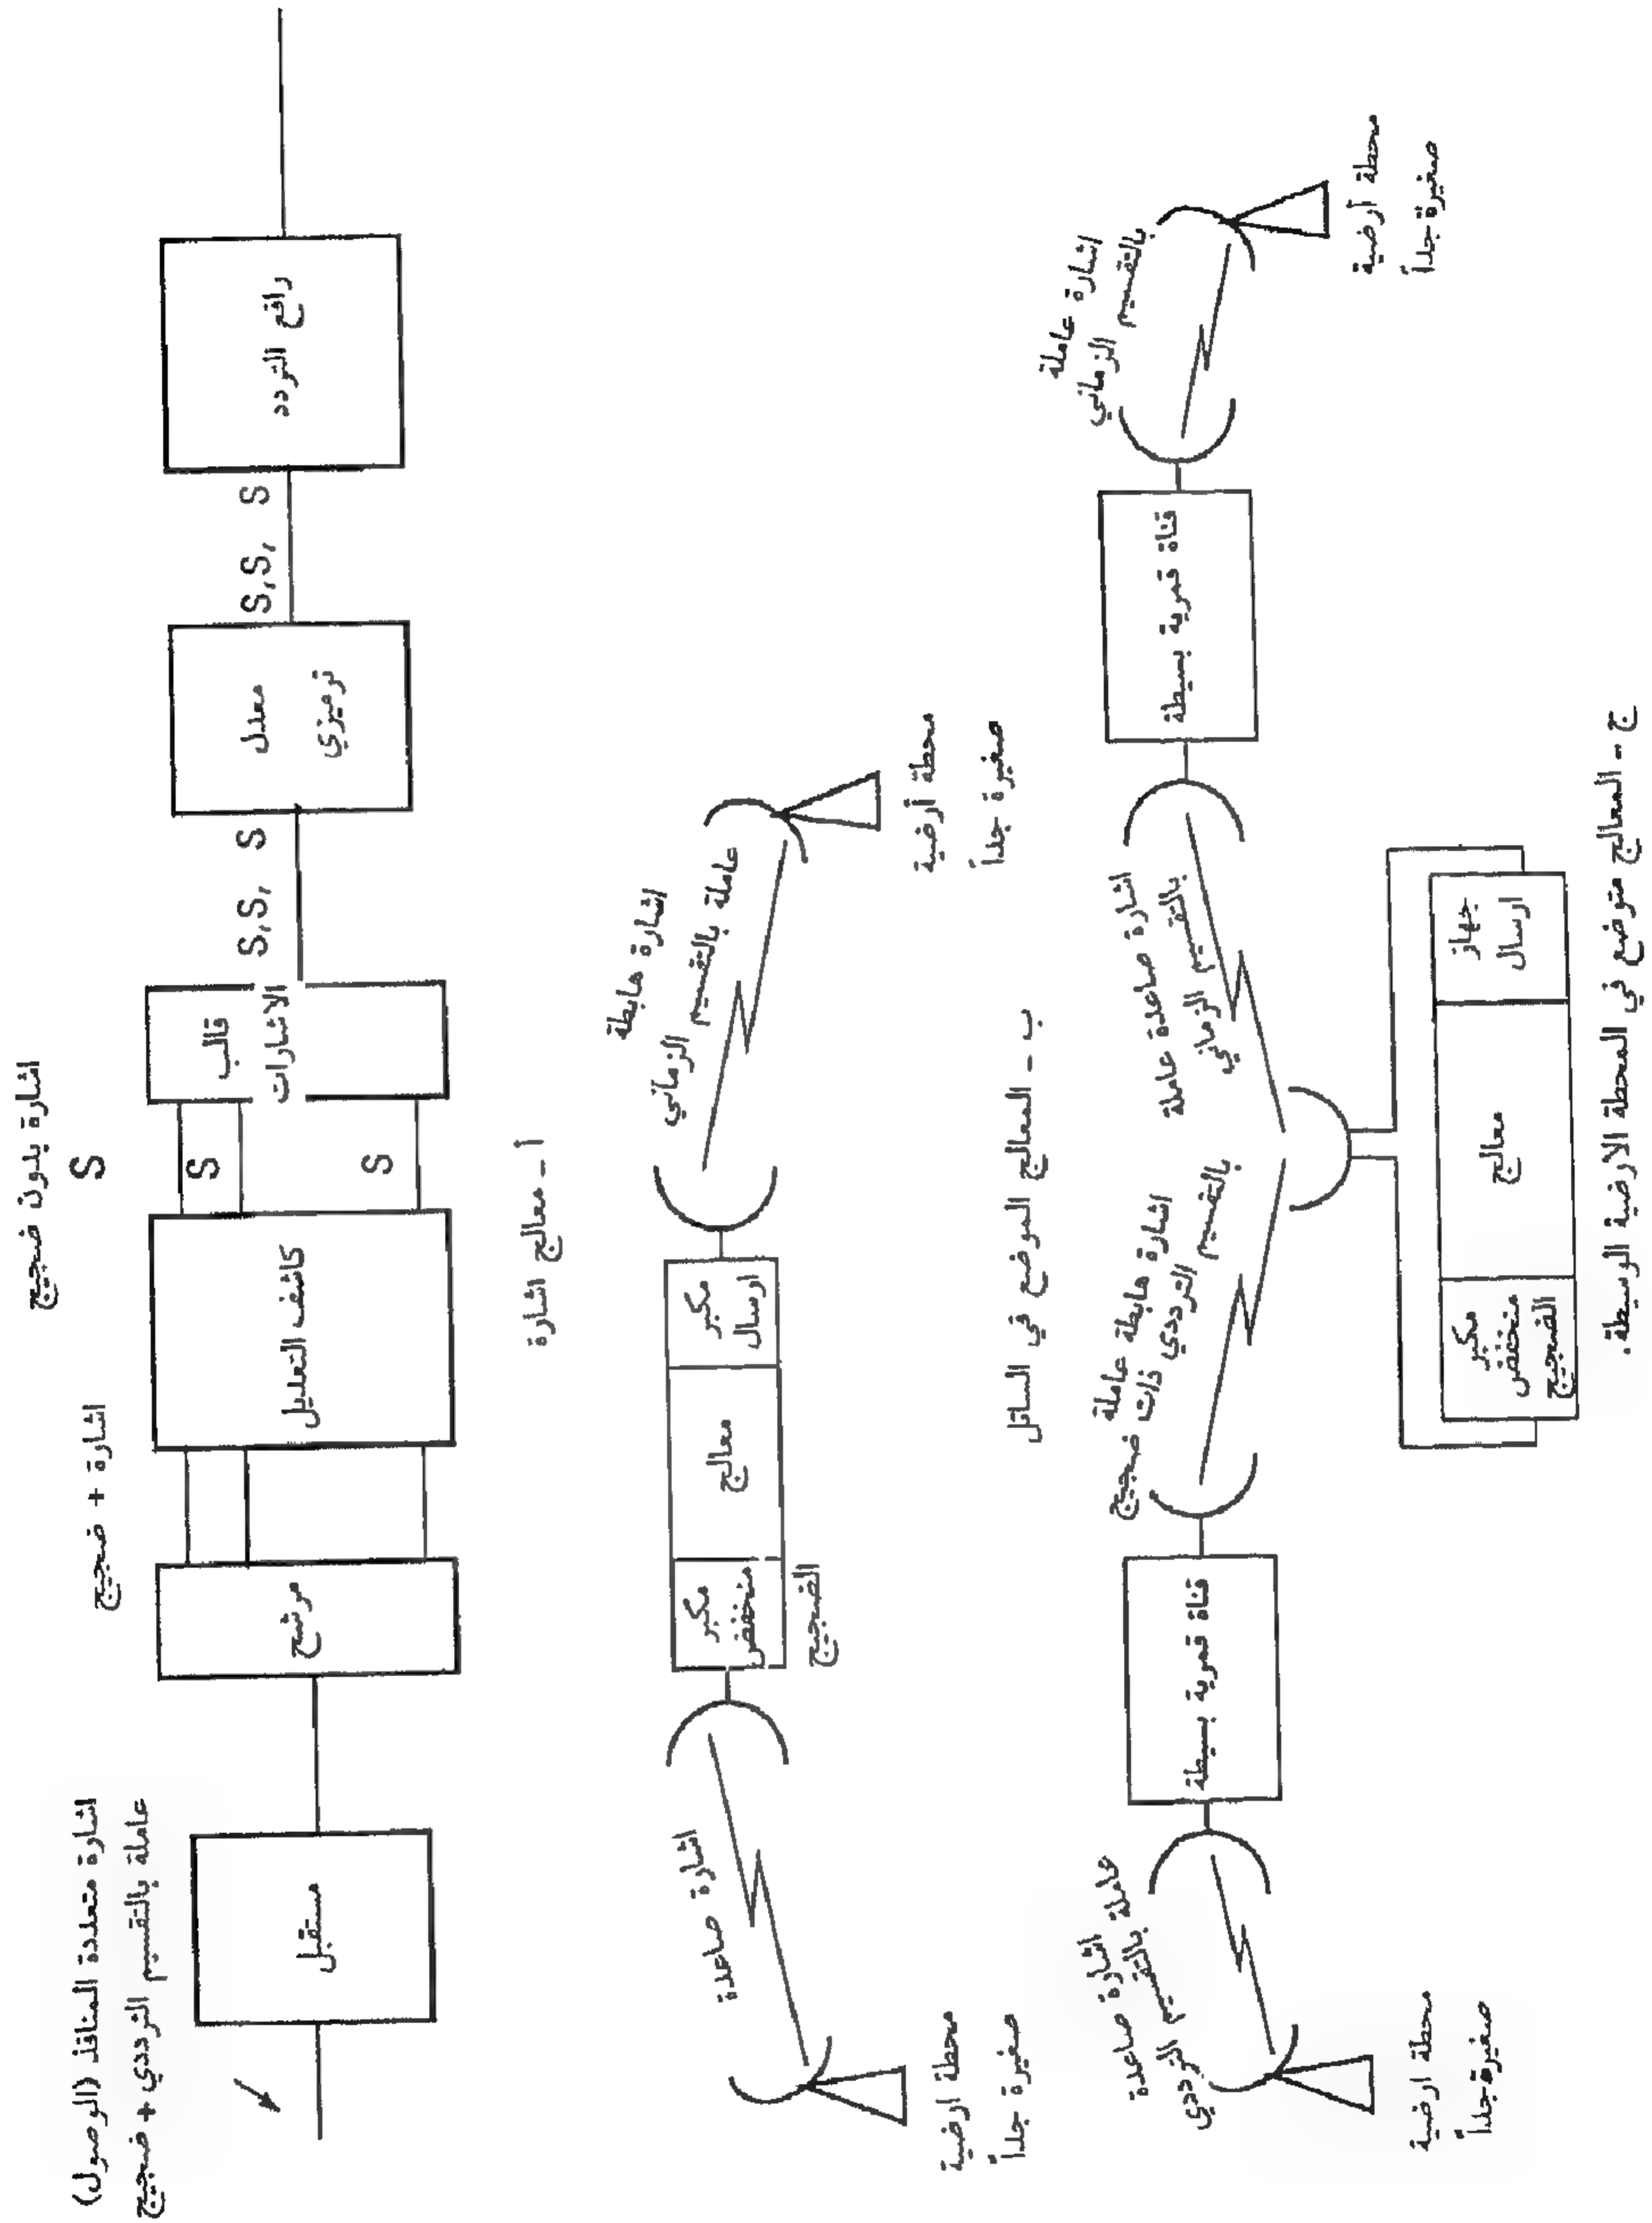 اشارة متعددة المنافذ (الوصول)
عاملة بالتقسيم الترددي + ضجيج
اشارة + ضجيج
اشارة بدون ضجيج
S
مستقبل
مرشح
كاشف التعديل
S
S
قالب
الاشارات
S,S, S
معدل
ترميزي
S,S, S
رافع التردد
أ ـ معالج اشارة
محطة ارضية
صغيرة جداً
اشارة صاعدة
مكبر
منخفض
الضجيج
معالج
مكبر
ارسال
اشارة هابطة
عاملة بالتقسيم
الزماني
محطة أرضية
صغيرة جداً
ب ـ المعالج الموضع في الساتل
محطة ارضية
صغيرة جداً
اشارة صاعدة
عاملة بالتقسيم
الترددي
قناة قمرية بسيطة
اشارة هابطة عاملة
بالتقسيم الترددي
ذات ضجيج
مكبر
منخفض
الضجيج
معالج
جهاز
ارسال
اشارة صاعدة عاملة
بالتقسيم الزماني
قناة قمرية بسيطة
اشارة عاملة
بالتقسيم الزماني
محطة أرضية
صغيرة جداً
ج - المعالج متوضع في المحطة الارضية الوسيطة.